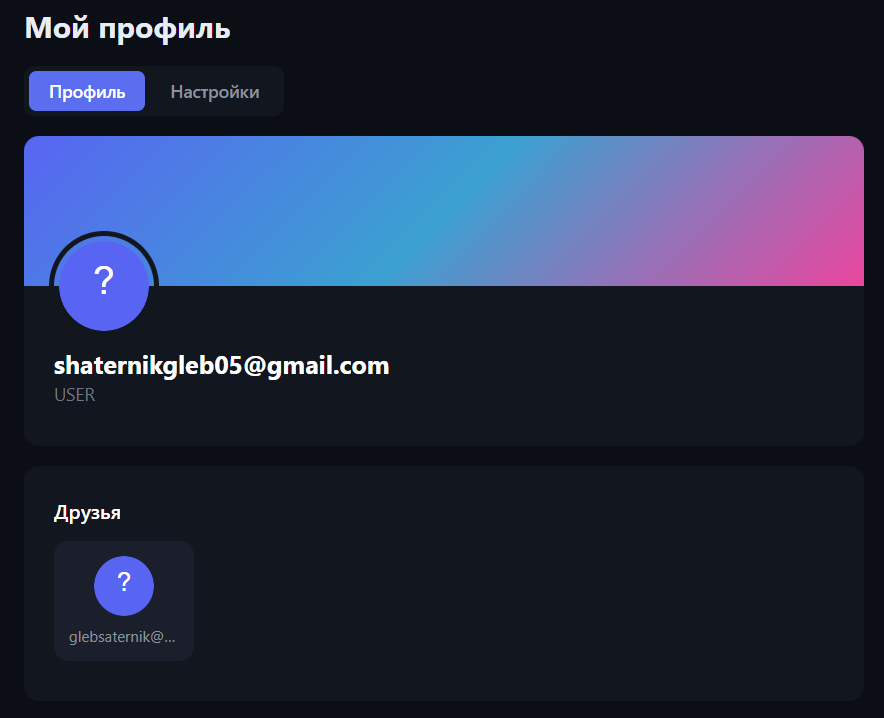 Мой профиль
Профиль Настройки
?
shaternikgleb05@gmail.com
USER
Друзья
?
glebsaternik@...